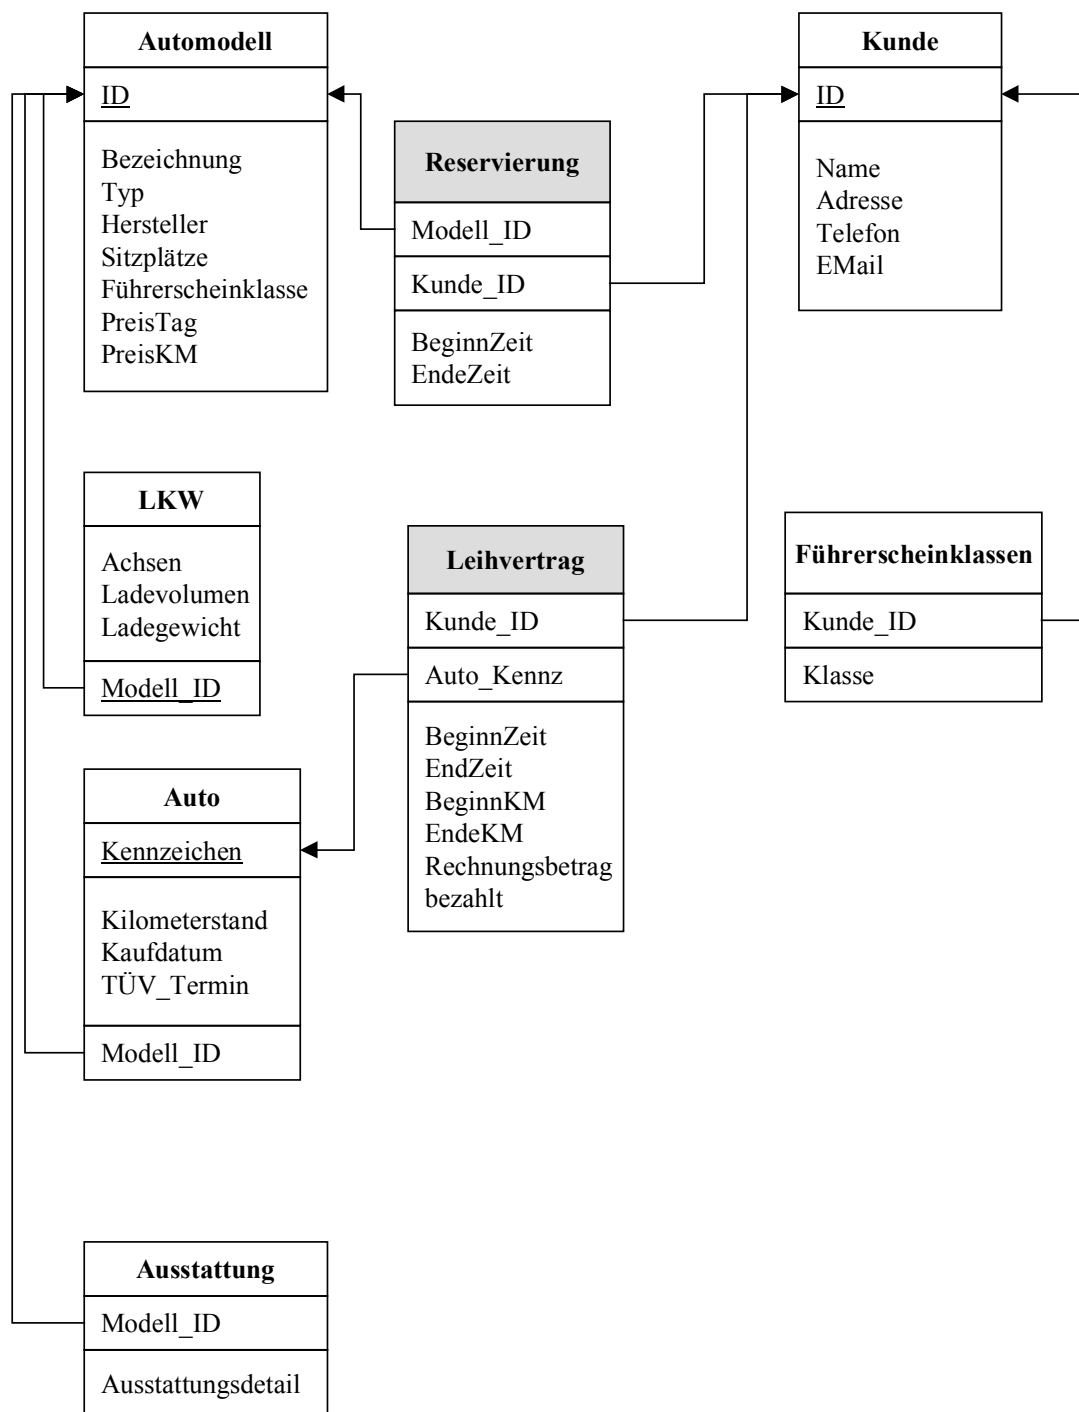 Automodell
ID
Bezeichnung
Typ
Hersteller
Sitzplätze
Führerscheinklasse
PreisTag
PreisKM
Reservierung
Modell_ID
Kunde_ID
BeginnZeit
EndeZeit
Kunde
ID
Name
Adresse
Telefon
EMail
LKW
Achsen
Ladevolumen
Ladegewicht
Modell_ID
Leihvertrag
Kunde_ID
Auto_Kennz
BeginnZeit
EndZeit
BeginnKM
EndeKM
Rechnungsbetrag
bezahlt
Führerscheinklassen
Kunde_ID
Klasse
Auto
Kennzeichen
Kilometerstand
Kaufdatum
TÜV_Termin
Modell_ID
Ausstattung
Modell_ID
Ausstattungsdetail